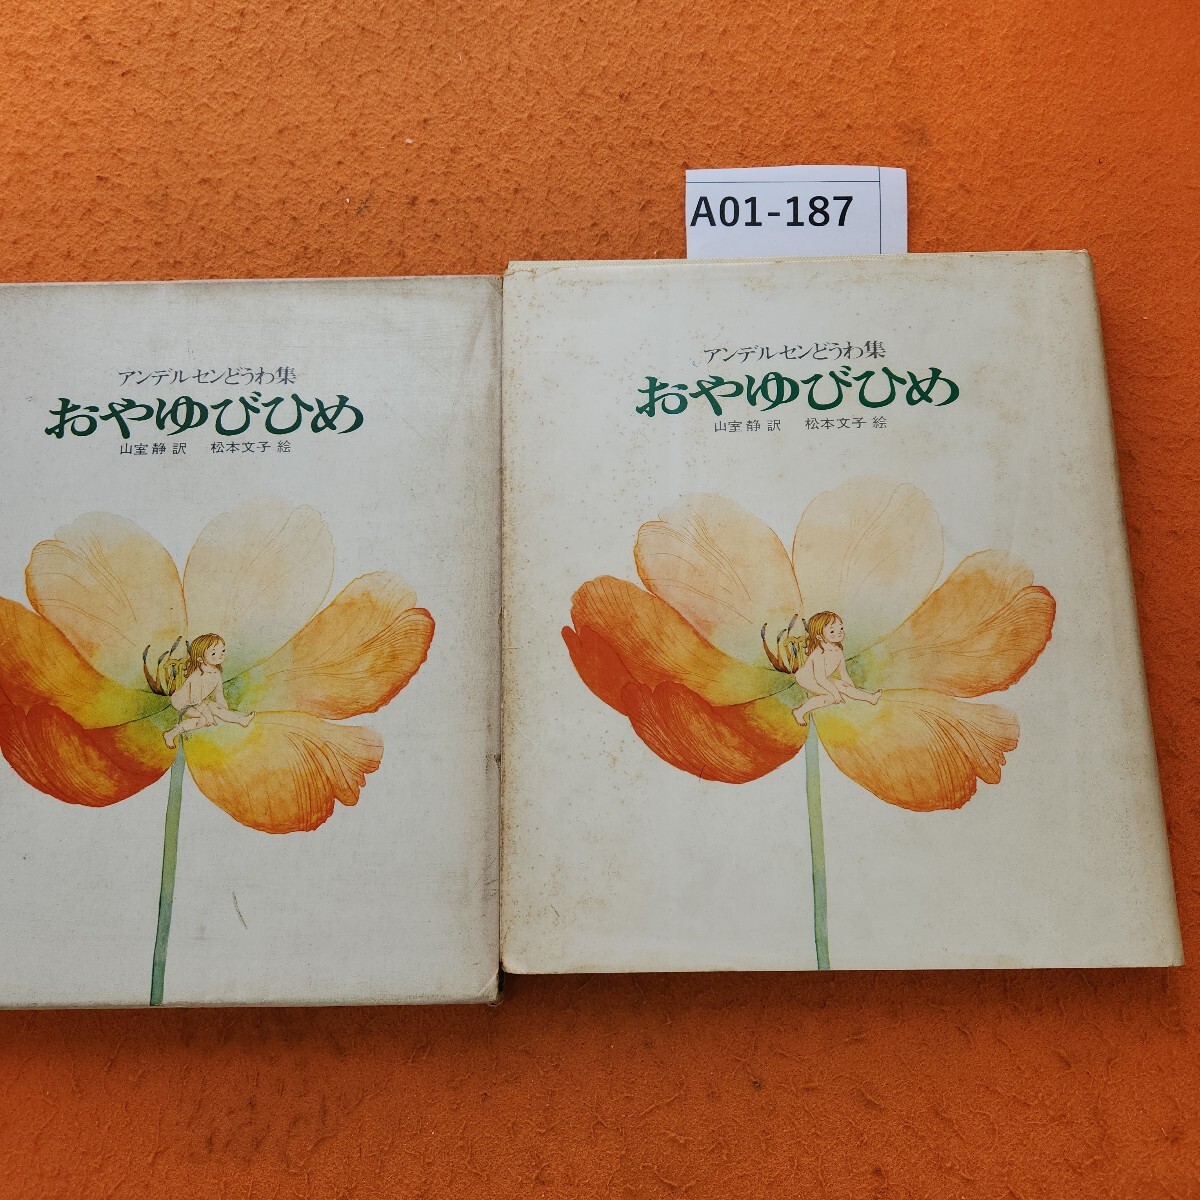 A01-187
アンデルセンどうわ集
おやゆびひめ
山室静訳 松本文子絵
アンデルセンどうわ集
おやゆびひめ
山室静訳 松本文子絵